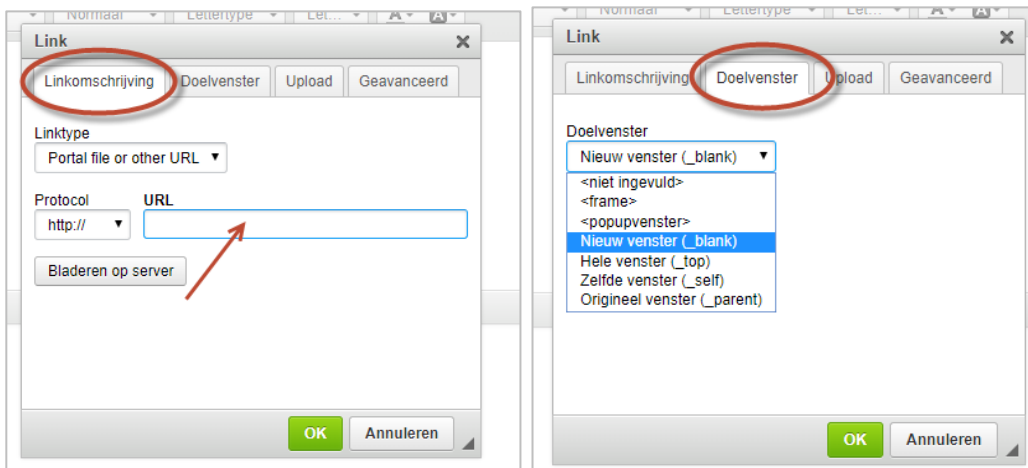 Normaal Lettertype Let... A A
Link
Linkomschrijving Doelvenster Upload Geavanceerd
Linktype
Portal file or other URL
Protocol URL
http://
Bladeren op server
OK Annuleren
Normaal Lettertype Let... A A
Link
Linkomschrijving Doelvenster Upload Geavanceerd
Doelvenster
Nieuw venster (_blank)
<niet ingevuld>
<frame>
<popupvenster>
Nieuw venster (_blank)
Hele venster (_top)
Zelfde venster (_self)
Origineel venster (_parent)
OK Annuleren